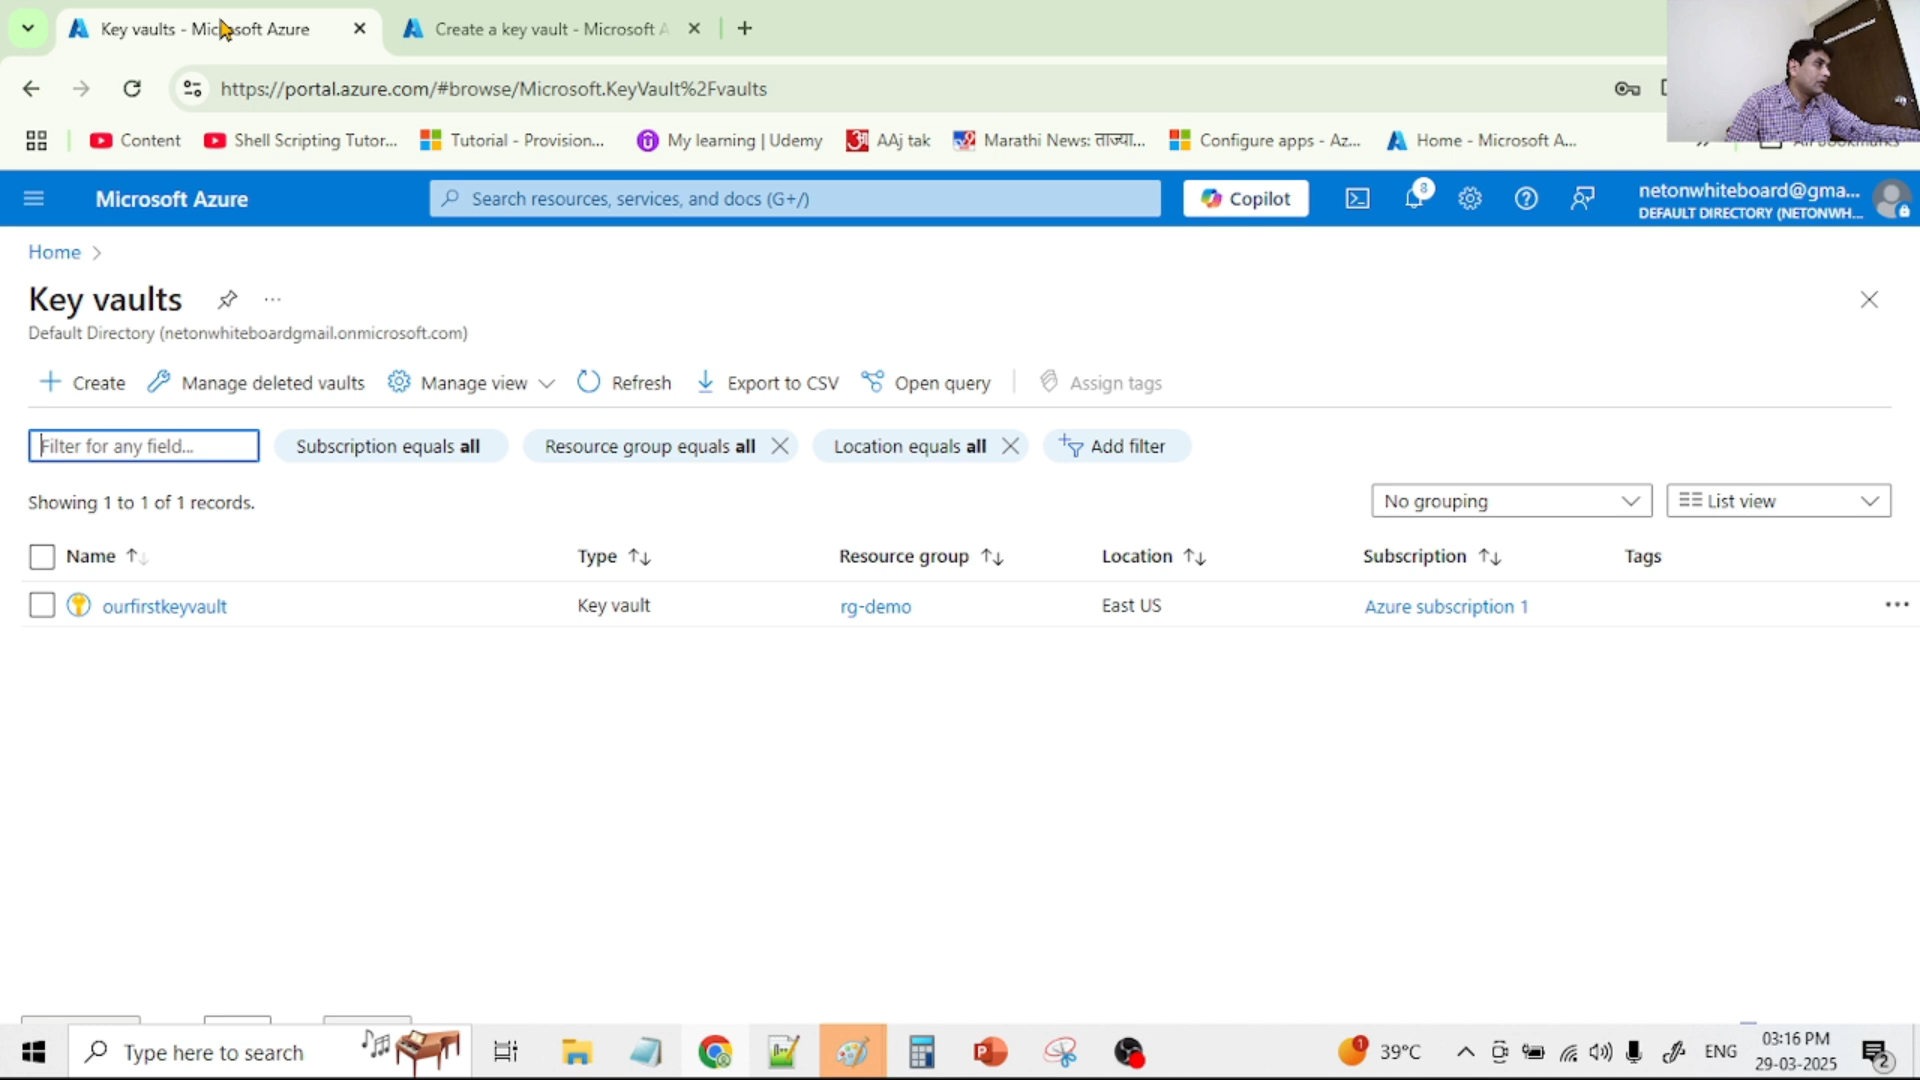 Key vaults - Microsoft Azure
Create a key vault - Microsoft A
https://portal.azure.com/#browse/Microsoft.KeyVault%2Fvaults
Content
Shell Scripting Tutor...
Tutorial - Provision...
My learning | Udemy
AAj tak
Marathi News: ताज्या...
Configure apps - Az...
Home - Microsoft A...
All Bookmarks
Microsoft Azure
Search resources, services, and docs (G+/)
Copilot
8
netonwhiteboard@gma...
DEFAULT DIRECTORY (NETONWH...
Home
Key vaults
Default Directory (netonwhiteboardgmail.onmicrosoft.com)
Create
Manage deleted vaults
Manage view
Refresh
Export to CSV
Open query
Assign tags
Filter for any field...
Subscription equals all
Resource group equals all
Location equals all
Add filter
Showing 1 to 1 of 1 records.
No grouping
List view
Name
Type
Resource group
Location
Subscription
Tags
ourfirstkeyvault
Key vault
rg-demo
East US
Azure subscription 1
Type here to search
1
39°C
ENG
03:16 PM
29-03-2025
2